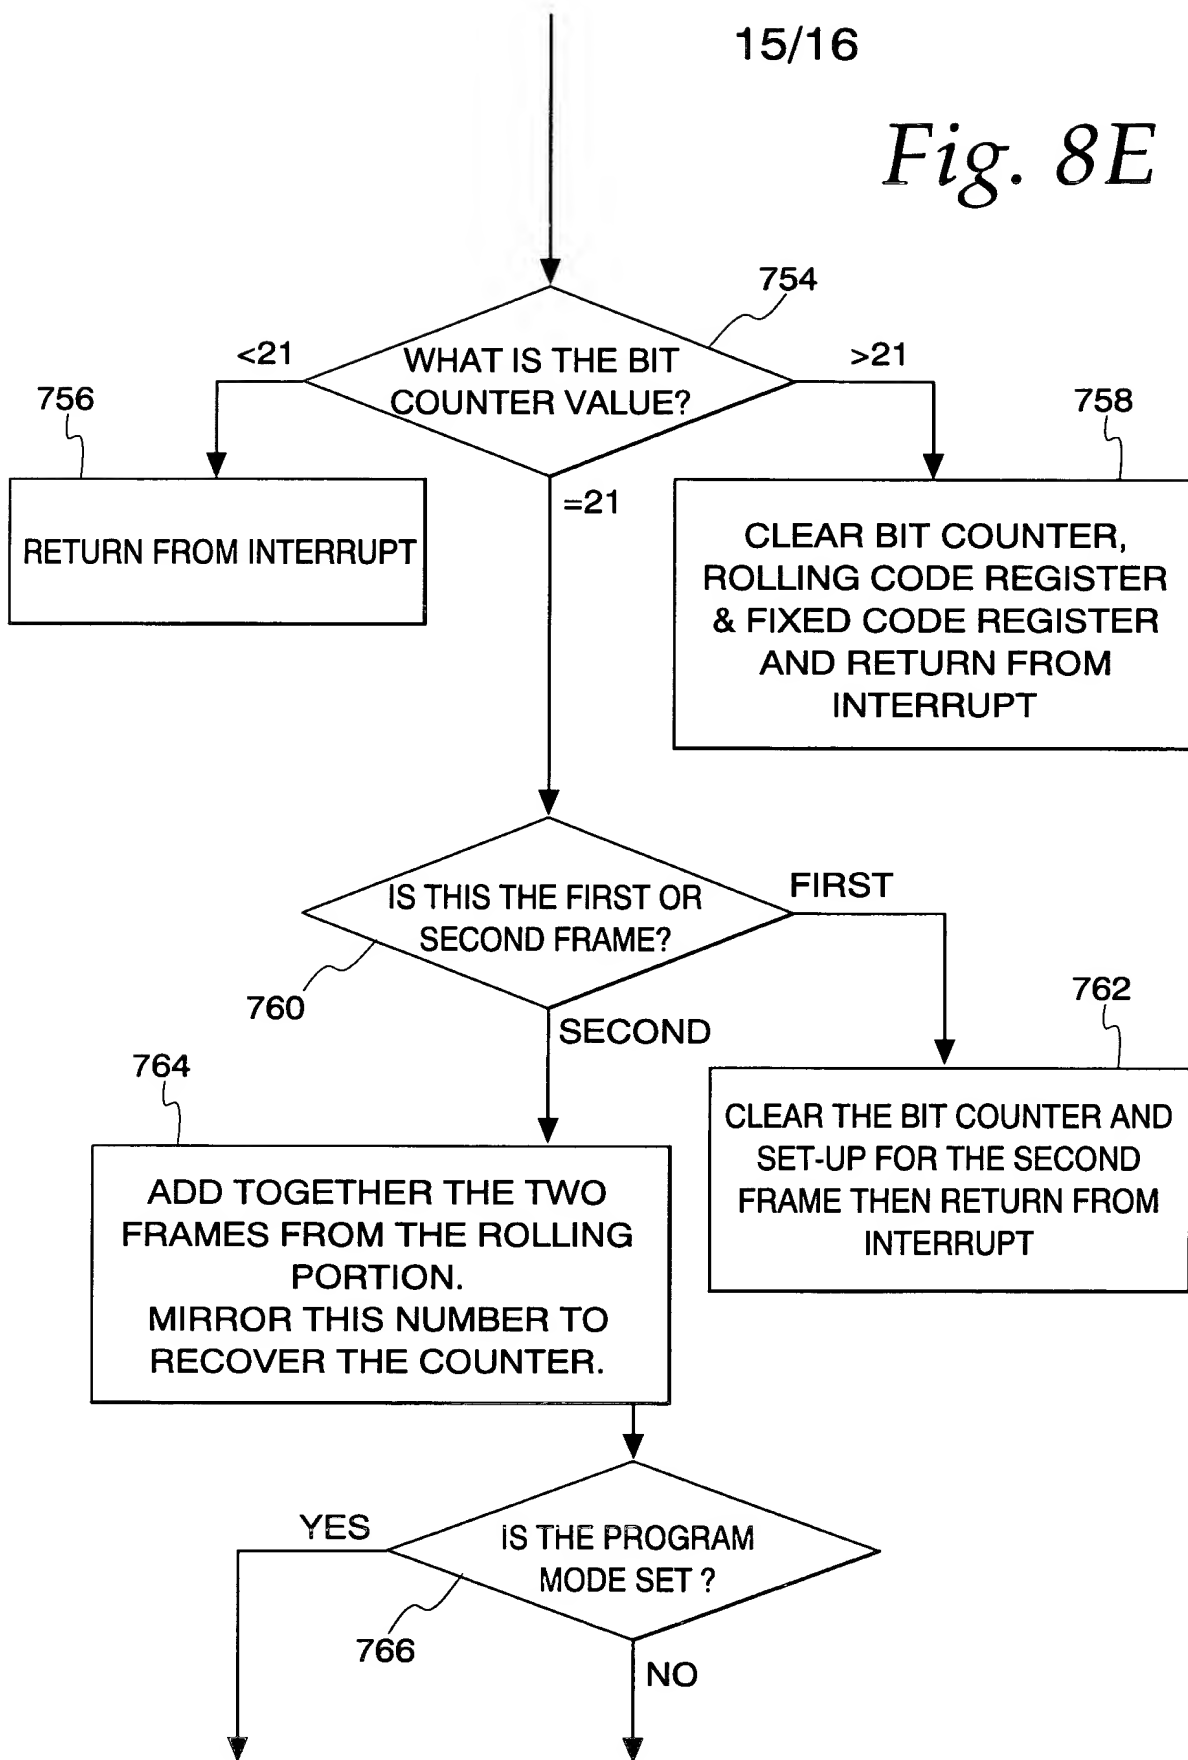 15/16
Fig. 8E
754
<21
WHAT IS THE BIT
COUNTER VALUE?
>21
756
758
=21
RETURN FROM INTERRUPT
CLEAR BIT COUNTER,
ROLLING CODE REGISTER
& FIXED CODE REGISTER
AND RETURN FROM
INTERRUPT
IS THIS THE FIRST OR
SECOND FRAME?
FIRST
760
SECOND
762
764
CLEAR THE BIT COUNTER AND
SET-UP FOR THE SECOND
FRAME THEN RETURN FROM
INTERRUPT
ADD TOGETHER THE TWO
FRAMES FROM THE ROLLING
PORTION.
MIRROR THIS NUMBER TO
RECOVER THE COUNTER.
YES
IS THE PROGRAM
MODE SET ?
766
NO